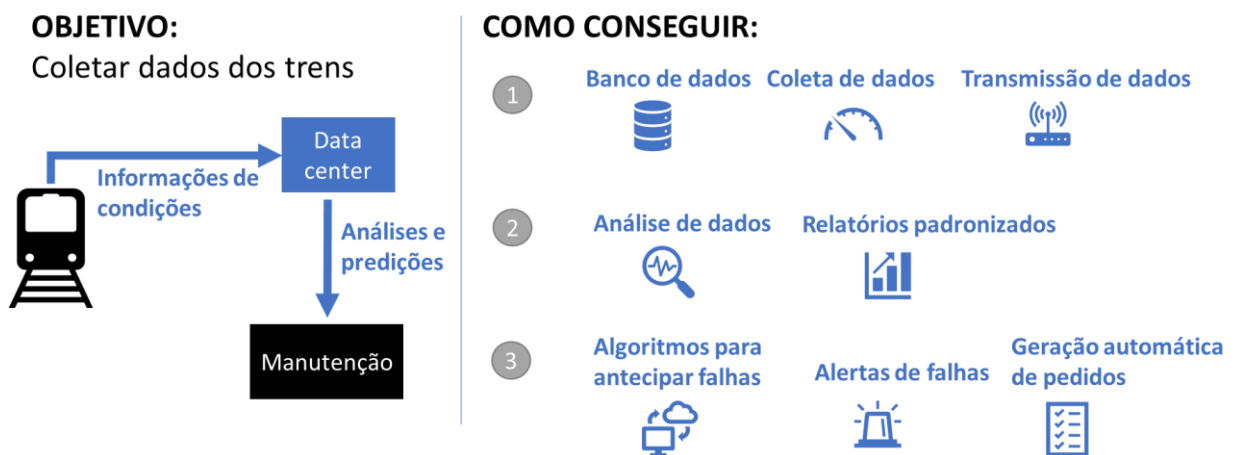 OBJETIVO:
Coletar dados dos trens
Data
center
Informações de
condições
Análises e
predições
Manutenção
COMO CONSEGUIR:
1
Banco de dados
Coleta de dados
Transmissão de dados
2
Análise de dados
Relatórios padronizados
3
Algoritmos para
antecipar falhas
Alertas de falhas
Geração automática
de pedidos